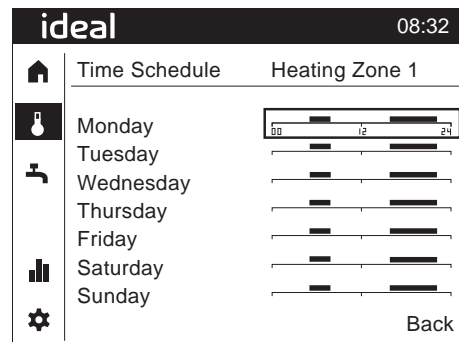 ideal 08:32
Time Schedule Heating Zone 1
Monday
00 12 24
Tuesday
Wednesday
Thursday
Friday
Saturday
Sunday
Back